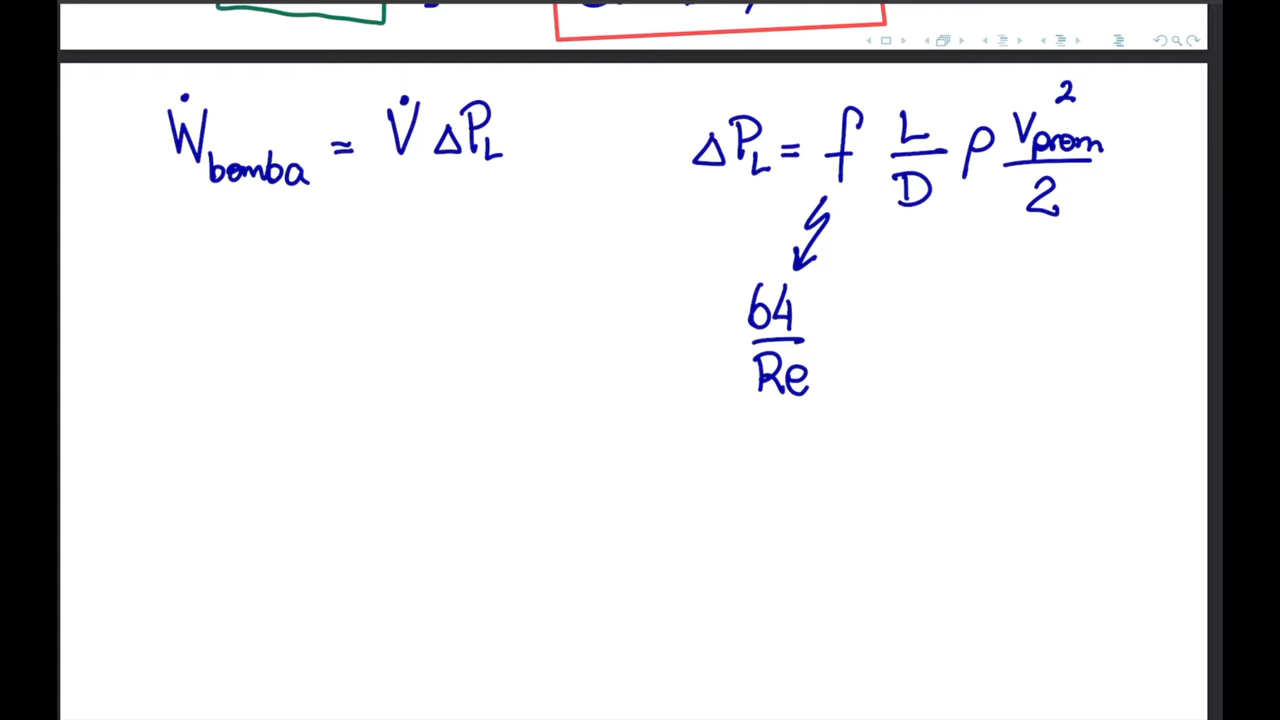 Ẇbomba = V̇ ΔPL
ΔPL = f L/D ρ Vprom²/2
64/Re